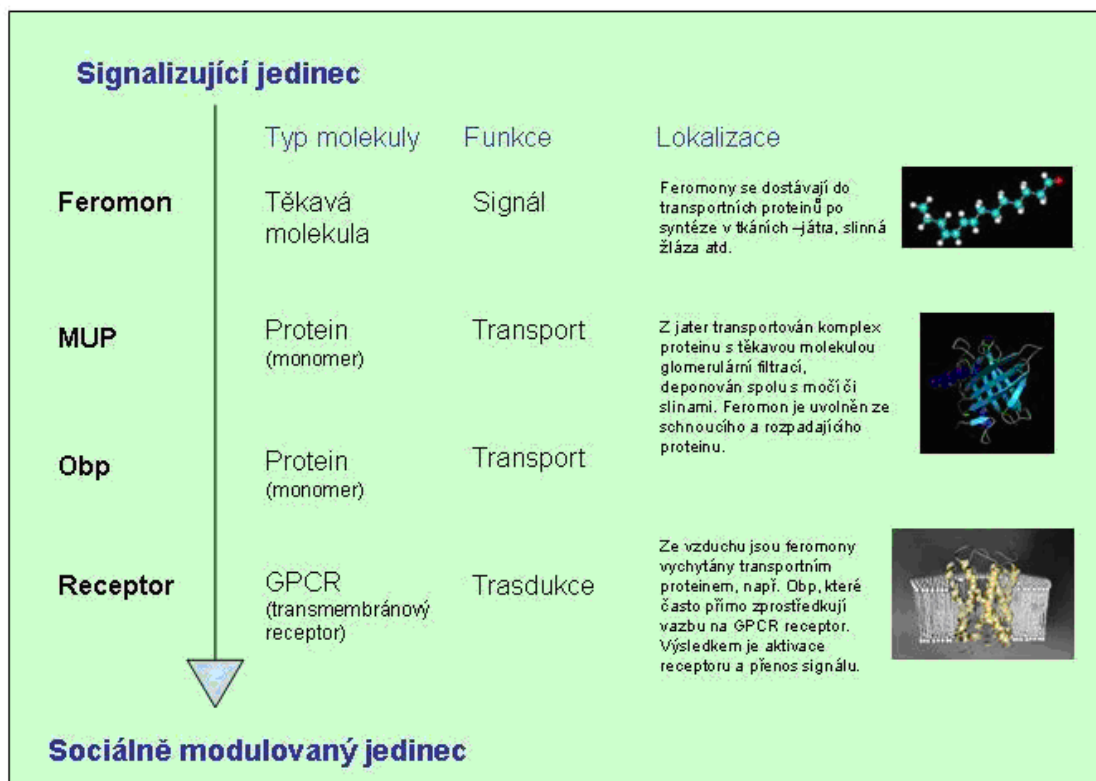 Signalizující jedinec
Typ molekuly Funkce Lokalizace
Feromon
Těkavá
molekula
Signál
Feromony se dostávají do
transportních proteinů po
syntéze v tkáních –játra, slinná
žláza atd.
MUP
Protein
(monomer)
Transport
Z jater transportován komplex
proteinu s těkavou molekulou
glomerulární filtrací,
deponován spolu s močí či
slinami. Feromon je uvolněn ze
schnoucího a rozpadajícího
proteinu.
Obp
Protein
(monomer)
Transport
Receptor
GPCR
(transmembránový
receptor)
Trasdukce
Ze vzduchu jsou feromony
vychytány transportním
proteinem, např. Obp, které
často přímo zprostředkují
vazbu na GPCR receptor.
Výsledkem je aktivace
receptoru a přenos signálu.
Sociálně modulovaný jedinec